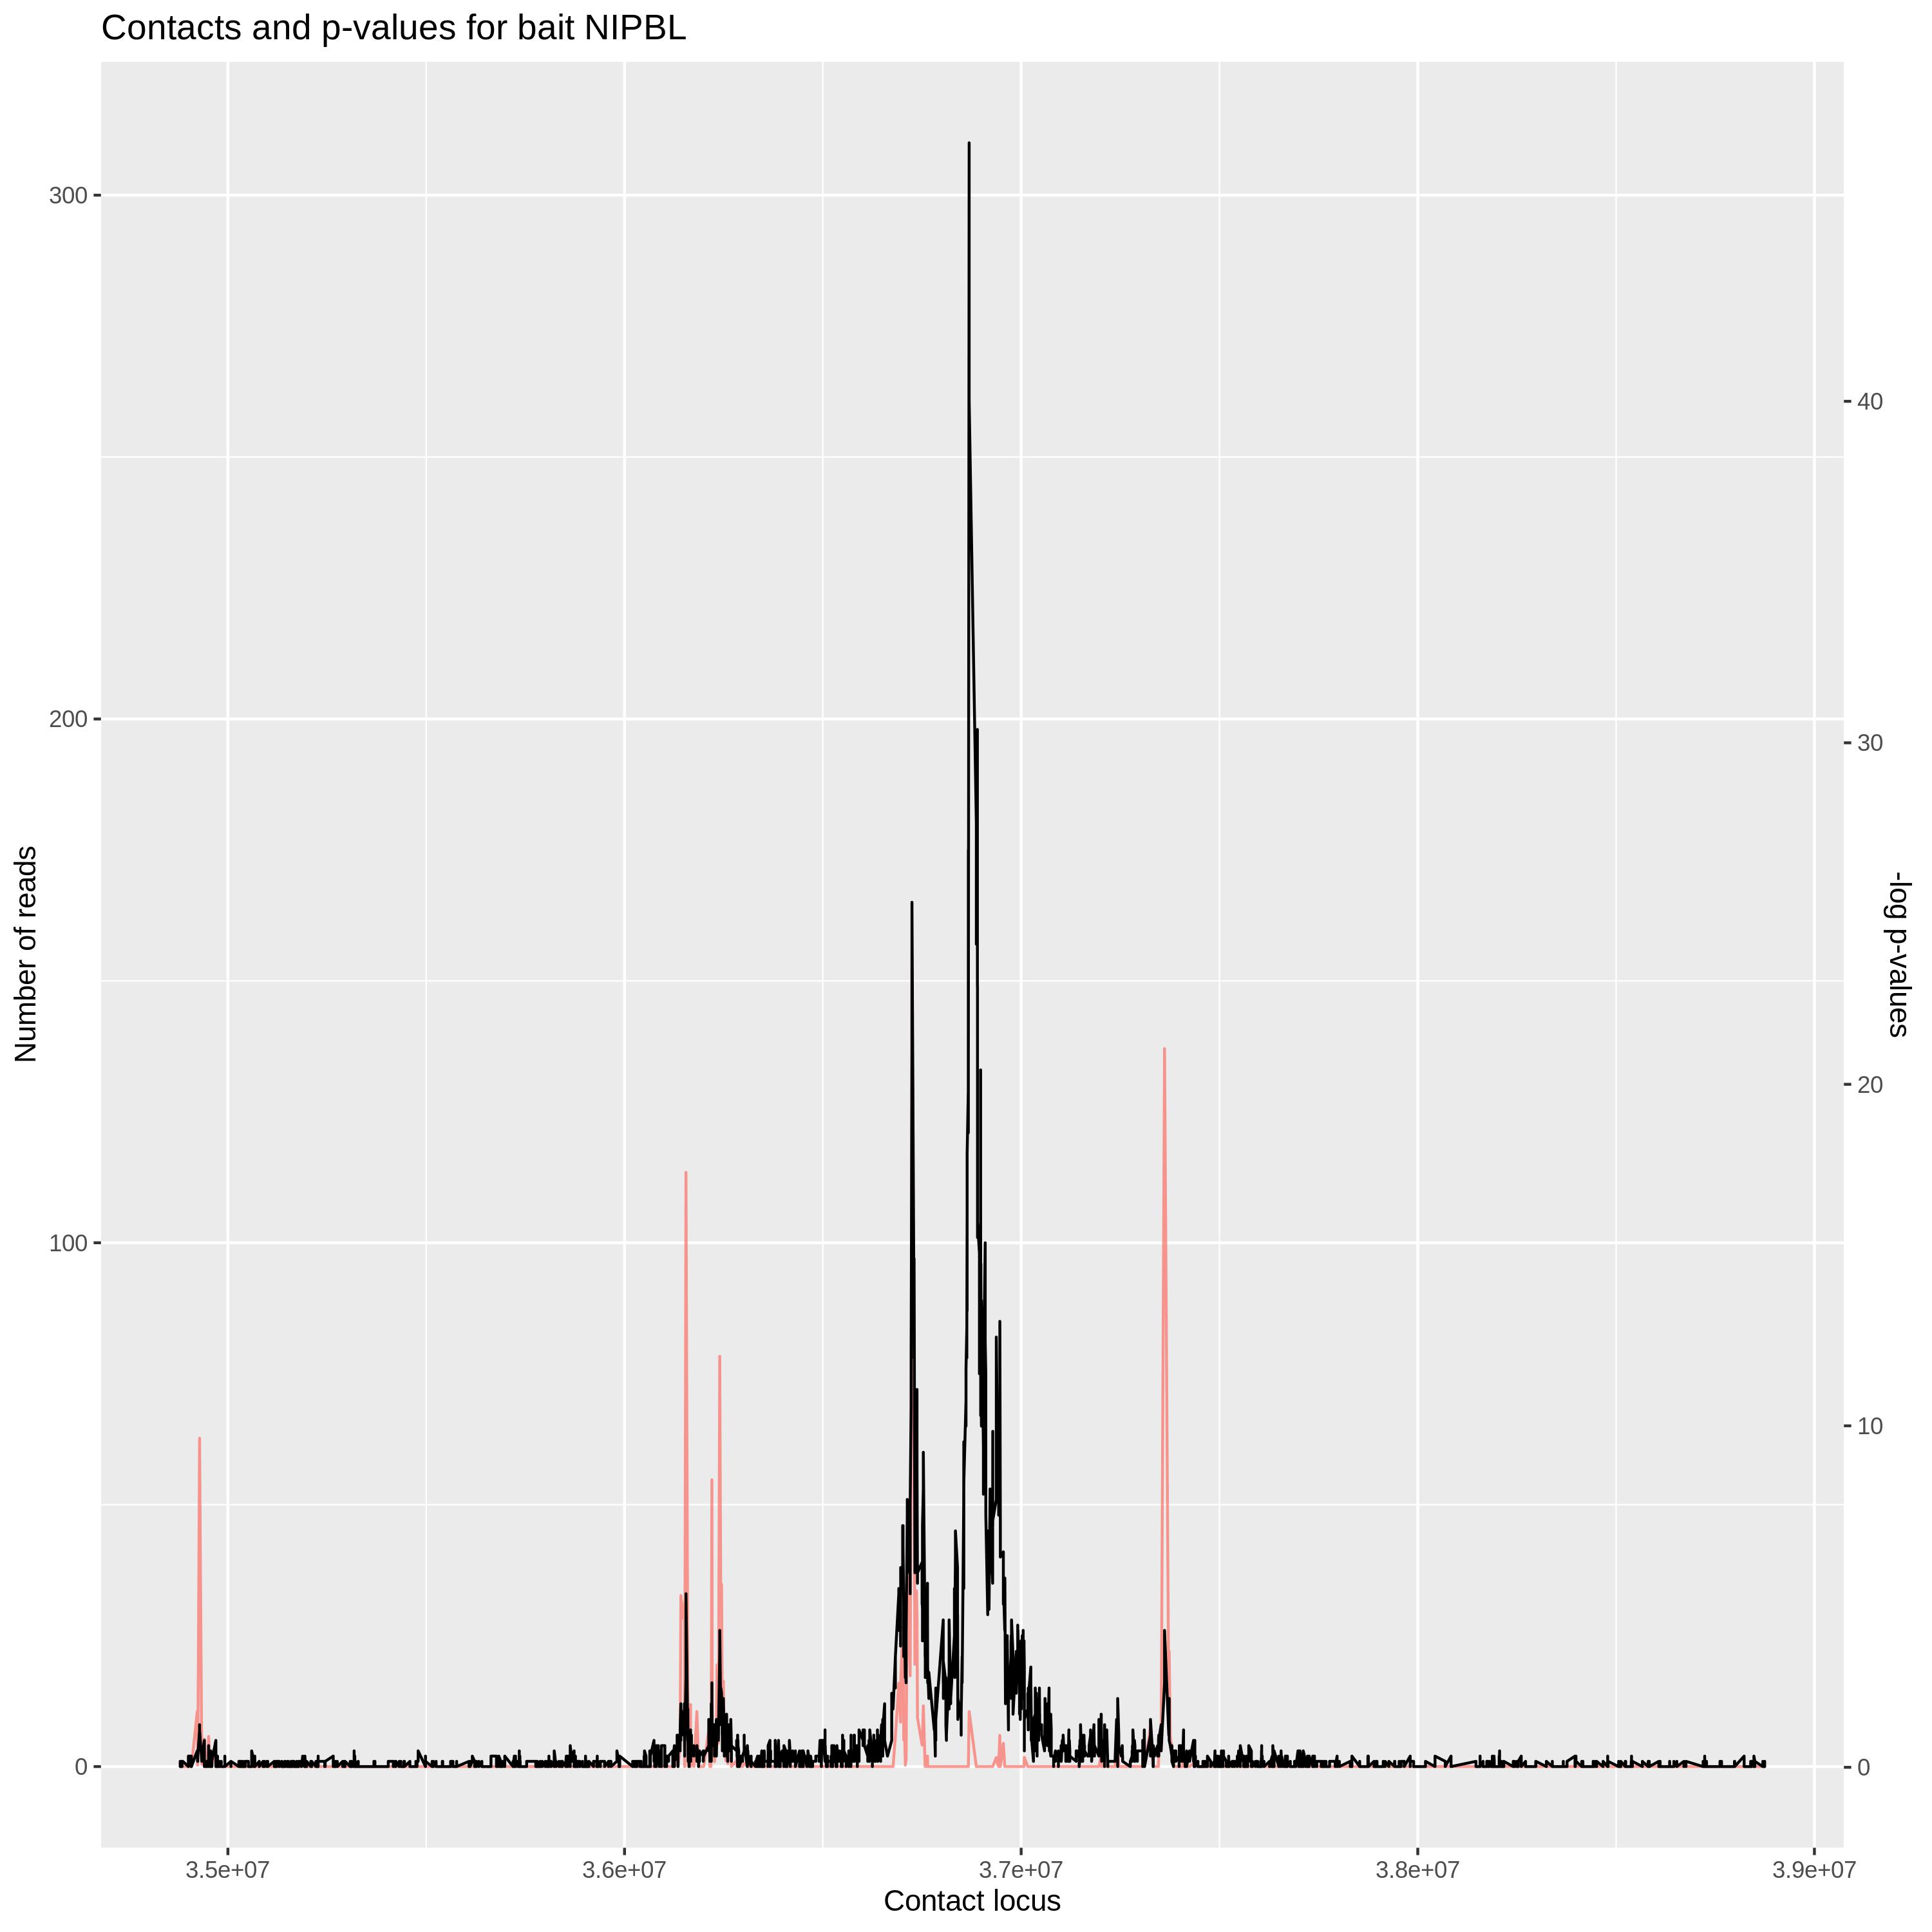 Contacts and p-values for bait NIPBL
300
200
100
0
Number of reads
40
30
20
10
0
-log p-values
3.5e+07
3.6e+07
3.7e+07
3.8e+07
3.9e+07
Contact locus